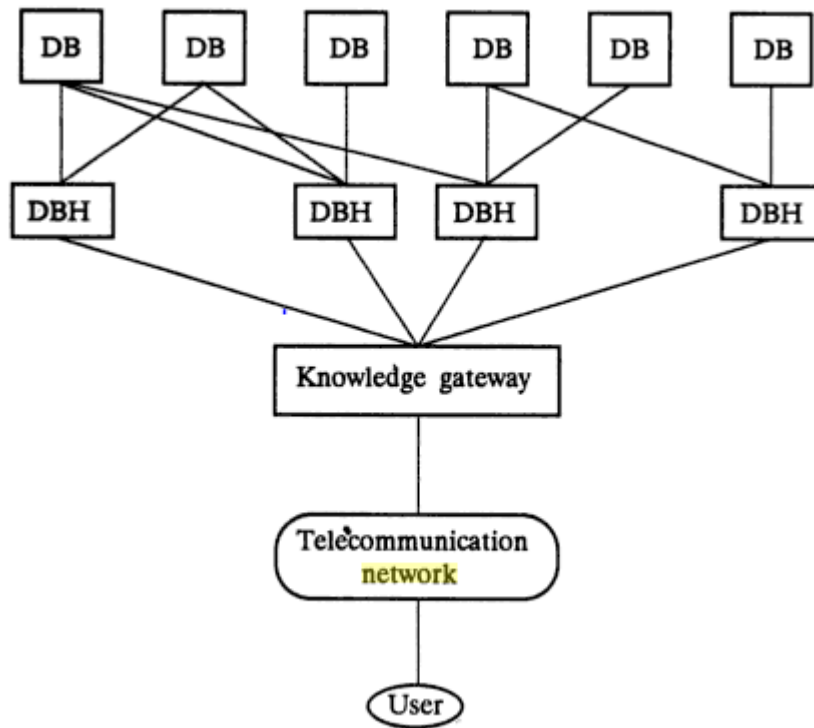 DB DB DB DB DB DB
DBH DBH DBH DBH
Knowledge gateway
Telecommunication
network
User